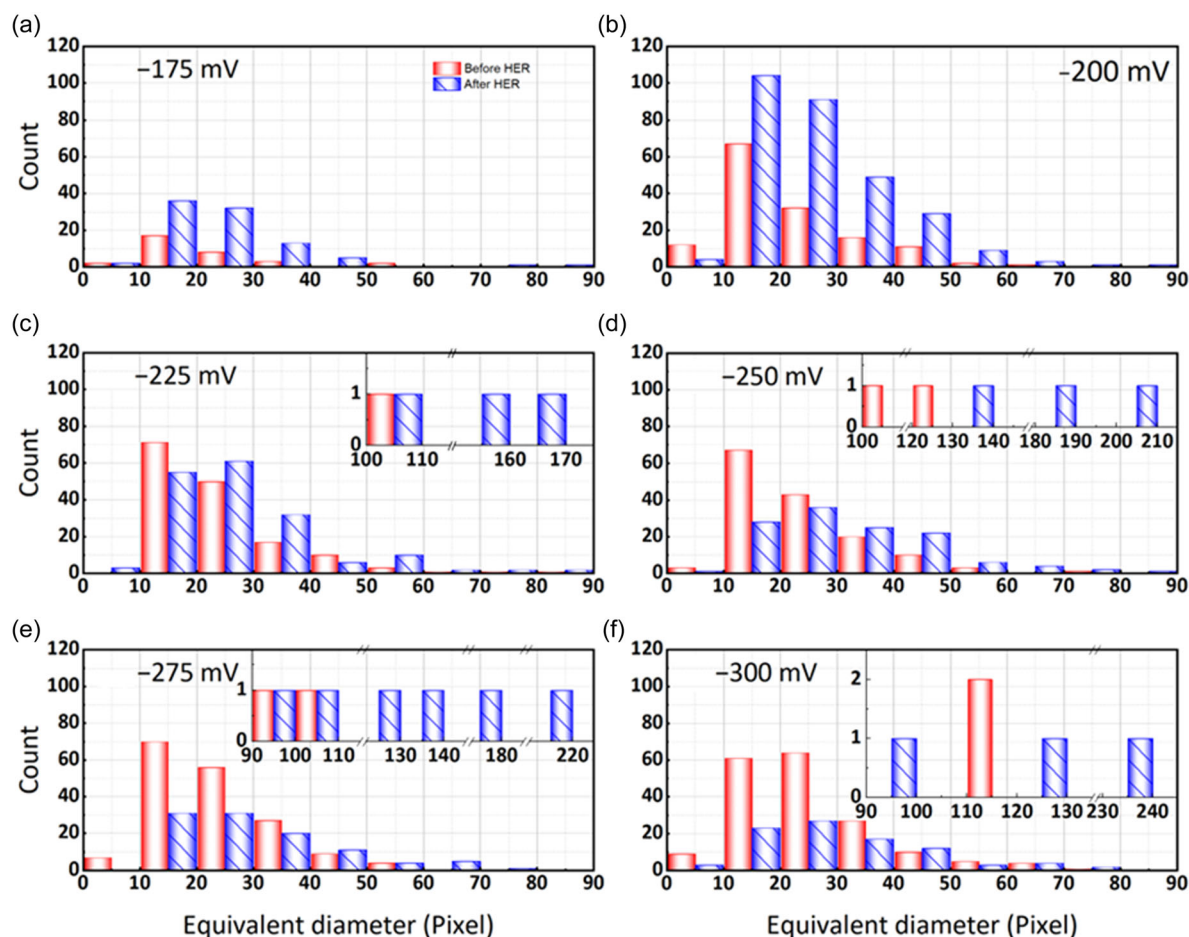 (a)
120
100
80
60
40
20
0
Count
−175 mV
Before HER
After HER
0 10 20 30 40 50 60 70 80 90
(b)
120
100
80
60
40
20
0
−200 mV
0 10 20 30 40 50 60 70 80 90
(c)
120
100
80
60
40
20
0
Count
−225 mV
1
0
100 110 160 170
0 10 20 30 40 50 60 70 80 90
(d)
120
100
80
60
40
20
0
−250 mV
1
0
100 120 130 140 180 190 200 210
0 10 20 30 40 50 60 70 80 90
(e)
120
100
80
60
40
20
0
Count
−275 mV
1
0
90 100 110 130 140 180 220
0 10 20 30 40 50 60 70 80 90
Equivalent diameter (Pixel)
(f)
120
100
80
60
40
20
0
−300 mV
2
1
0
90 100 110 120 130 230 240
0 10 20 30 40 50 60 70 80 90
Equivalent diameter (Pixel)